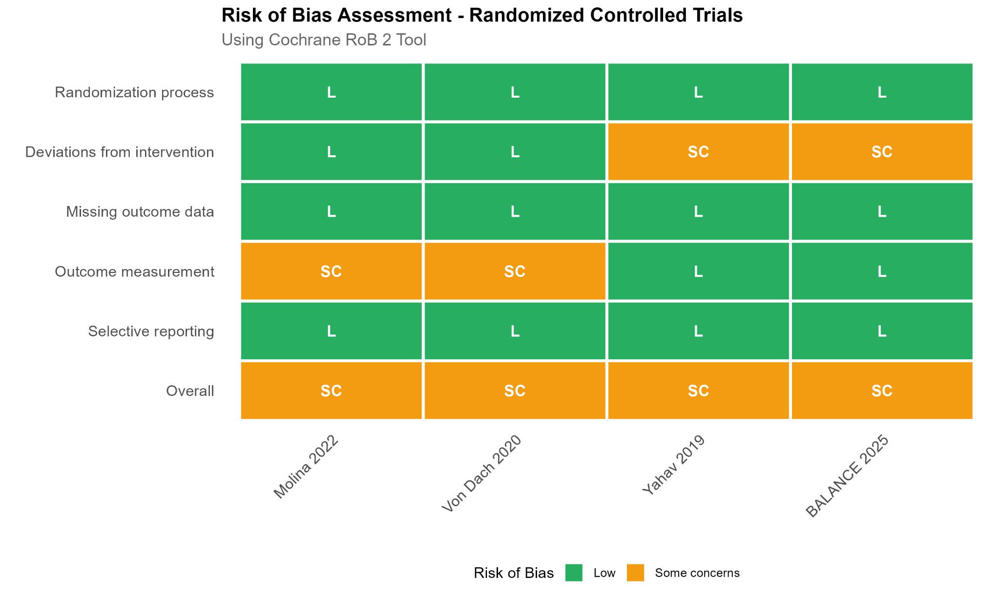 Risk of Bias Assessment - Randomized Controlled Trials
Using Cochrane RoB 2 Tool
Randomization process L L L L
Deviations from intervention L L SC SC
Missing outcome data L L L L
Outcome measurement SC SC L L
Selective reporting L L L L
Overall SC SC SC SC
Molina 2022
Von Dach 2020
Yahav 2019
BALANCE 2025
Risk of Bias Low Some concerns